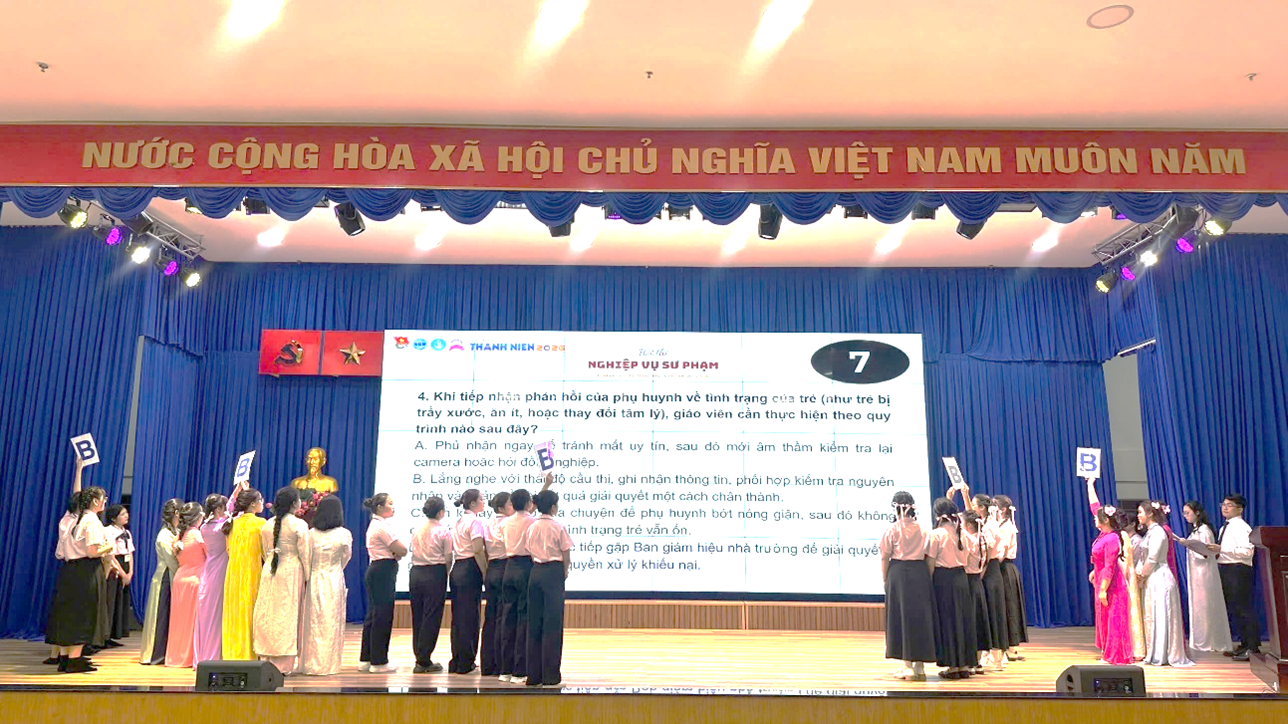 NƯỚC CỘNG HÒA XÃ HỘI CHỦ NGHĨA VIỆT NAM MUÔN NĂM
THANH NIÊN 2026
Hội thi
NGHIỆP VỤ SƯ PHẠM
7
4. Khi tiếp nhận phản hồi của phụ huynh về tình trạng của trẻ (như trẻ bị
trầy xước, ăn ít, hoặc thay đổi tâm lý), giáo viên cần thực hiện theo quy
trình nào sau đây?
A. Phủ nhận ngay tránh mất uy tín, sau đó mới âm thầm kiểm tra lại
camera hoặc hỏi nghiệp.
B. Lắng nghe với thái độ cầu thị, ghi nhận thông tin, phối hợp kiểm tra nguyên
quả giải quyết một cách chân thành.
chuyện để phụ huynh bớt nóng giận, sau đó không
tình trạng trẻ vẫn ổn.
tiếp gặp Ban giám hiệu nhà trường để giải quyết
quyền xử lý khiếu nại.
B
B
B
B
B